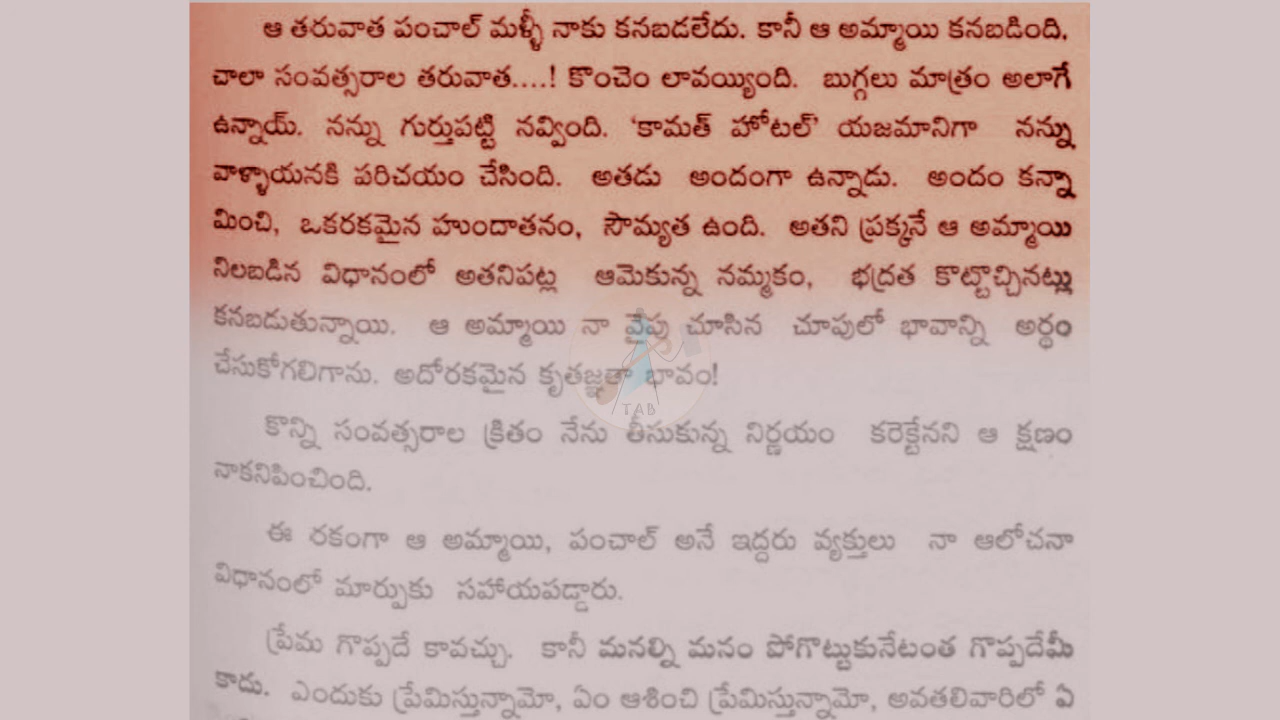 ఆ తరువాత పంచాల్ మళ్ళీ నాకు కనబడలేదు. కానీ ఆ అమ్మాయి కనబడింది,
చాలా సంవత్సరాల తరువాత....! కొంచెం లావయ్యింది. బుగ్గలు మాత్రం అలాగే
ఉన్నాయ్. నన్ను గుర్తుపట్టి నవ్వింది. ‘కామత్ హోటల్’ యజమానిగా నన్ను
వాళ్ళాయనకి పరిచయం చేసింది. అతడు అందంగా ఉన్నాడు. అందం కన్నా
మించి, ఒకరకమైన హుందాతనం, సౌమ్యత ఉంది. అతని ప్రక్కనే ఆ అమ్మాయి
నిలబడిన విధానంలో అతనిపట్ల ఆమెకున్న నమ్మకం, భద్రత కొట్టొచ్చినట్లు
కనబడుతున్నాయి. ఆ అమ్మాయి నా వైపు చూసిన చూపులో భావాన్ని అర్థం
చేసుకోగలిగాను. అదోరకమైన కృతజ్ఞతా భావం!
TAB
కొన్ని సంవత్సరాల క్రితం నేను తీసుకున్న నిర్ణయం కరెక్టేనని ఆ క్షణం
నాకనిపించింది.
ఈ రకంగా ఆ అమ్మాయి, పంచాల్ అనే ఇద్దరు వ్యక్తులు నా ఆలోచనా
విధానంలో మార్పుకు సహాయపడ్డారు.
ప్రేమ గొప్పదే కావచ్చు. కానీ మనల్ని మనం పోగొట్టుకునేటంత గొప్పదేమీ
కాదు. ఎందుకు ప్రేమిస్తున్నామో, ఏం ఆశించి ప్రేమిస్తున్నామో, అవతలివారిలో ఏ